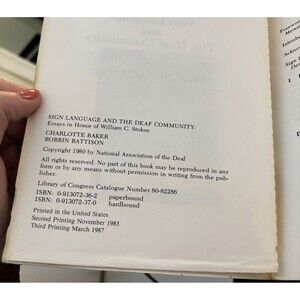 SIGN LANGUAGE AND THE DEAF COMMUNITY:
Essays in Honor of William C. Stokoe
CHARLOTTE BAKER
ROBBIN BATTISON
Copyright 1980 by National Association of the Deaf
All rights reserved. No part of this book may be reproduced in any
form or by any means without permission in writing from the pub-
lisher.
Library of Congress Catalogue Number 80-82286
ISBN: 0-913072-36-2 paperbound
ISBN: 0-913072-37-0 hardbound
Printed in the United States
Second Printing November 1983
Third Printing March 1987